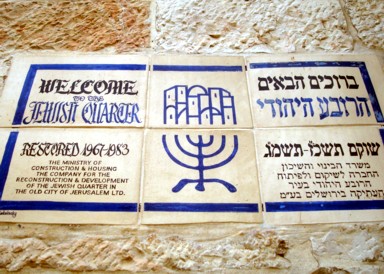 WELCOME
TO THE
JEWISH QUARTER
RESTORED 1967-1983
THE MINISTRY OF
CONSTRUCTION & HOUSING
THE COMPANY FOR THE
RECONSTRUCTION & DEVELOPMENT
OF THE JEWISH QUARTER IN
THE OLD CITY OF JERUSALEM LTD.
ברוכים הבאים
הרובע היהודי
שוקם תשכ"ז-תשמ"ג
משרד הבינוי והשיכון
החברה לשיקום ולפיתוח
הרובע היהודי בעיר
העתיקה בירושלים בע"מ